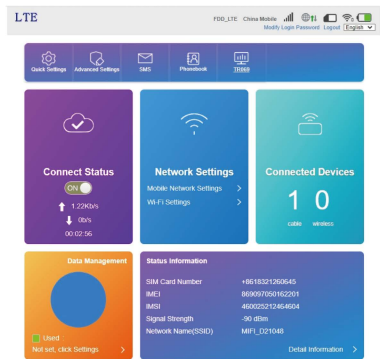 LTE
FDD_LTE China Mobile
Modify Login Password Logout English
Quick Settings Advanced Settings SMS Phonebook TR069
Connect Status
ON
1.22Kb/s
0b/s
00:02:56
Network Settings
Mobile Network Settings >
Wi-Fi Settings >
Connected Devices
1 0
cable wireless
Data Management
Used
Not set, click Settings >
Status Information
SIM Card Number +8618321260645
IMEI 869097050162201
IMSI 460025212464604
Signal Strength -90 dBm
Network Name(SSID) MIFI_D21048
Detail Information >